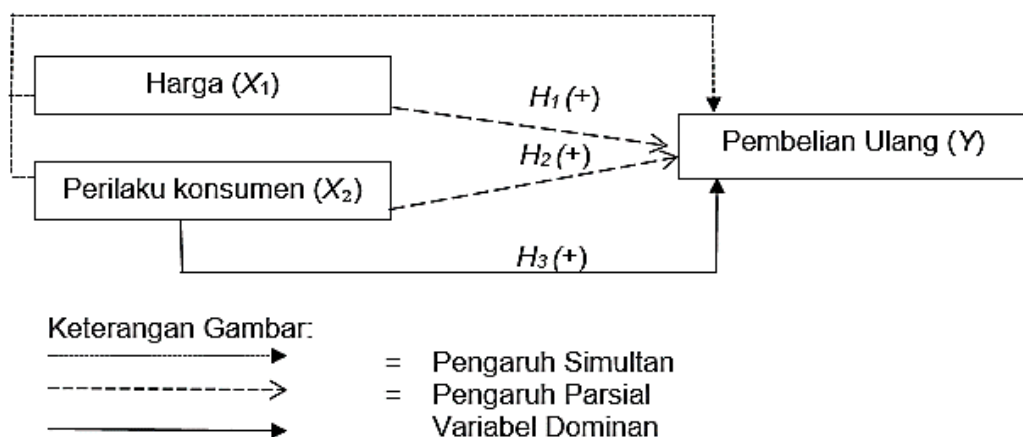 Harga (X1)
H1 (+)
Pembelian Ulang (Y)
H2 (+)
Perilaku konsumen (X2)
H3 (+)
Keterangan Gambar:
= Pengaruh Simultan
= Pengaruh Parsial
Variabel Dominan